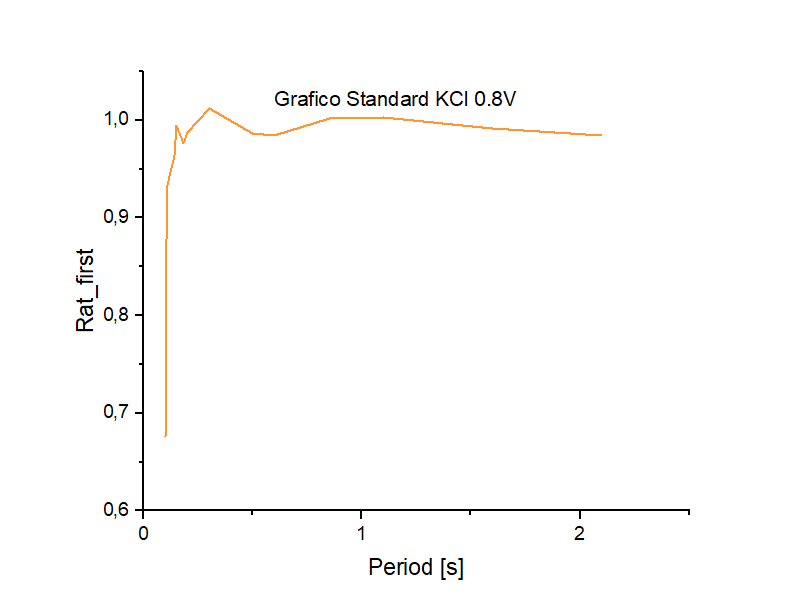 Grafico Standard KCl 0.8V
1,0
0,9
0,8
0,7
0,6
Rat_first
0
1
2
Period [s]